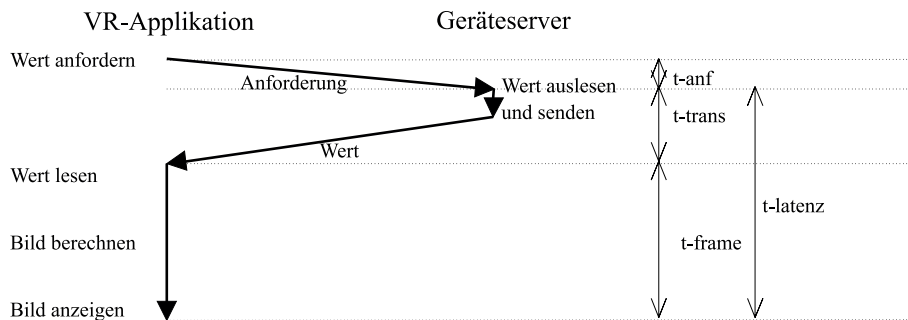 VR-Applikation
Geräteserver
Wert anfordern
Anforderung
Wert auslesen
und senden
t-anf
t-trans
Wert
Wert lesen
t-latenz
Bild berechnen
t-frame
Bild anzeigen